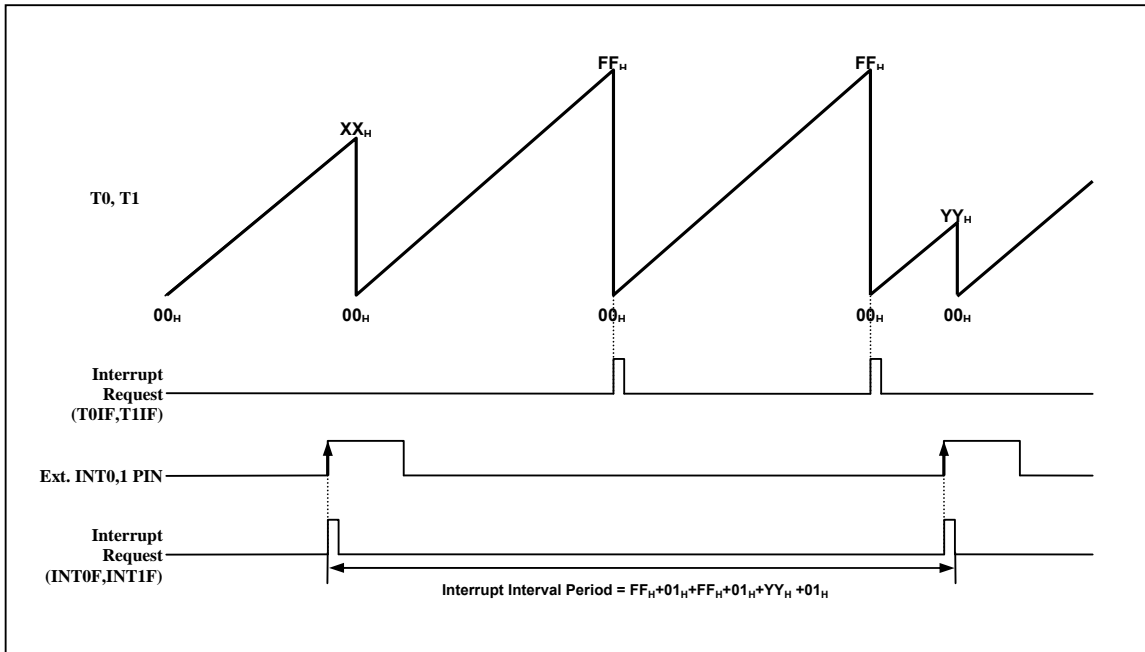 FFH FFH
XXH
T0, T1
YYH
00H 00H 00H 00H 00H
Interrupt
Request
(T0IF,T1IF)
Ext. INT0,1 PIN
Interrupt
Request
(INT0F,INT1F)
Interrupt Interval Period = FFH+01H+FFH+01H+YYH +01H